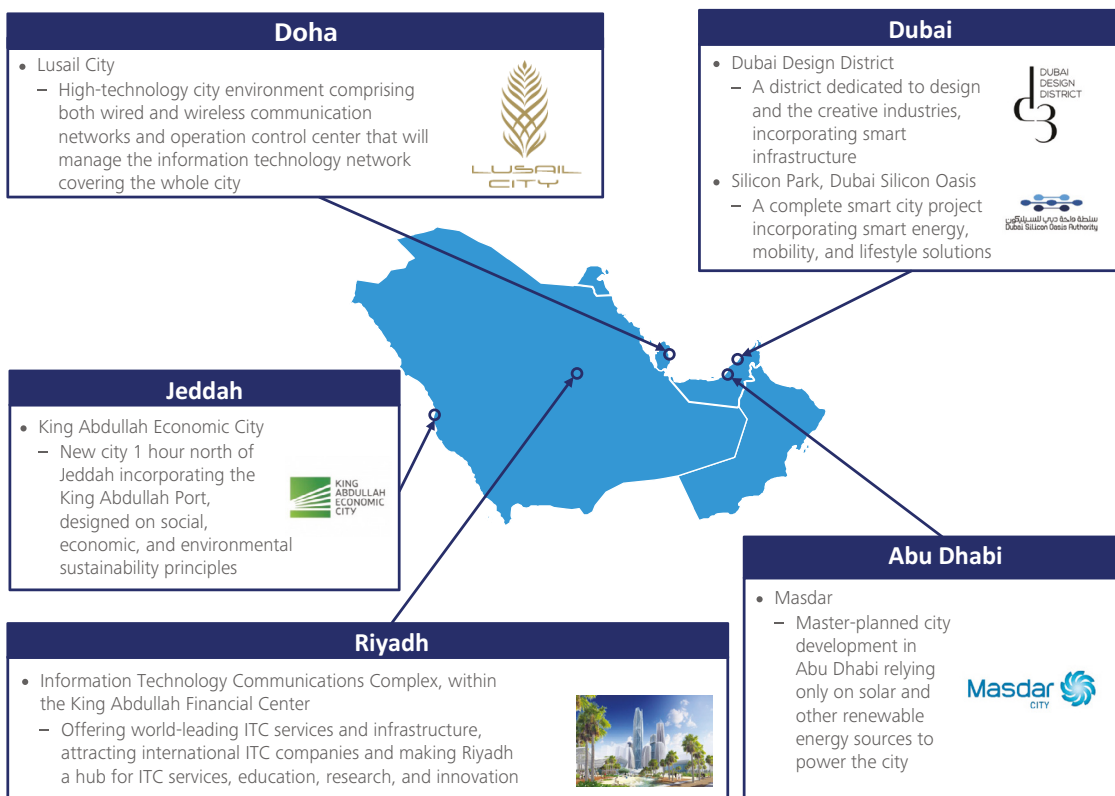 Doha
• Lusail City
– High-technology city environment comprising
both wired and wireless communication
networks and operation control center that will
manage the information technology network
covering the whole city
LUSAIL
CITY
Dubai
• Dubai Design District
– A district dedicated to design
and the creative industries,
incorporating smart
infrastructure
• Silicon Park, Dubai Silicon Oasis
– A complete smart city project
incorporating smart energy,
mobility, and lifestyle solutions
DUBAI
DESIGN
DISTRICT
d3
سلطة واحة دبي للسيليكون
Dubai Silicon Oasis Authority
Jeddah
• King Abdullah Economic City
– New city 1 hour north of
Jeddah incorporating the
King Abdullah Port,
designed on social,
economic, and environmental
sustainability principles
KING
ABDULLAH
ECONOMIC
CITY
Riyadh
• Information Technology Communications Complex, within
the King Abdullah Financial Center
– Offering world-leading ITC services and infrastructure,
attracting international ITC companies and making Riyadh
a hub for ITC services, education, research, and innovation
Abu Dhabi
• Masdar
– Master-planned city
development in
Abu Dhabi relying
only on solar and
other renewable
energy sources to
power the city
Masdar
CITY